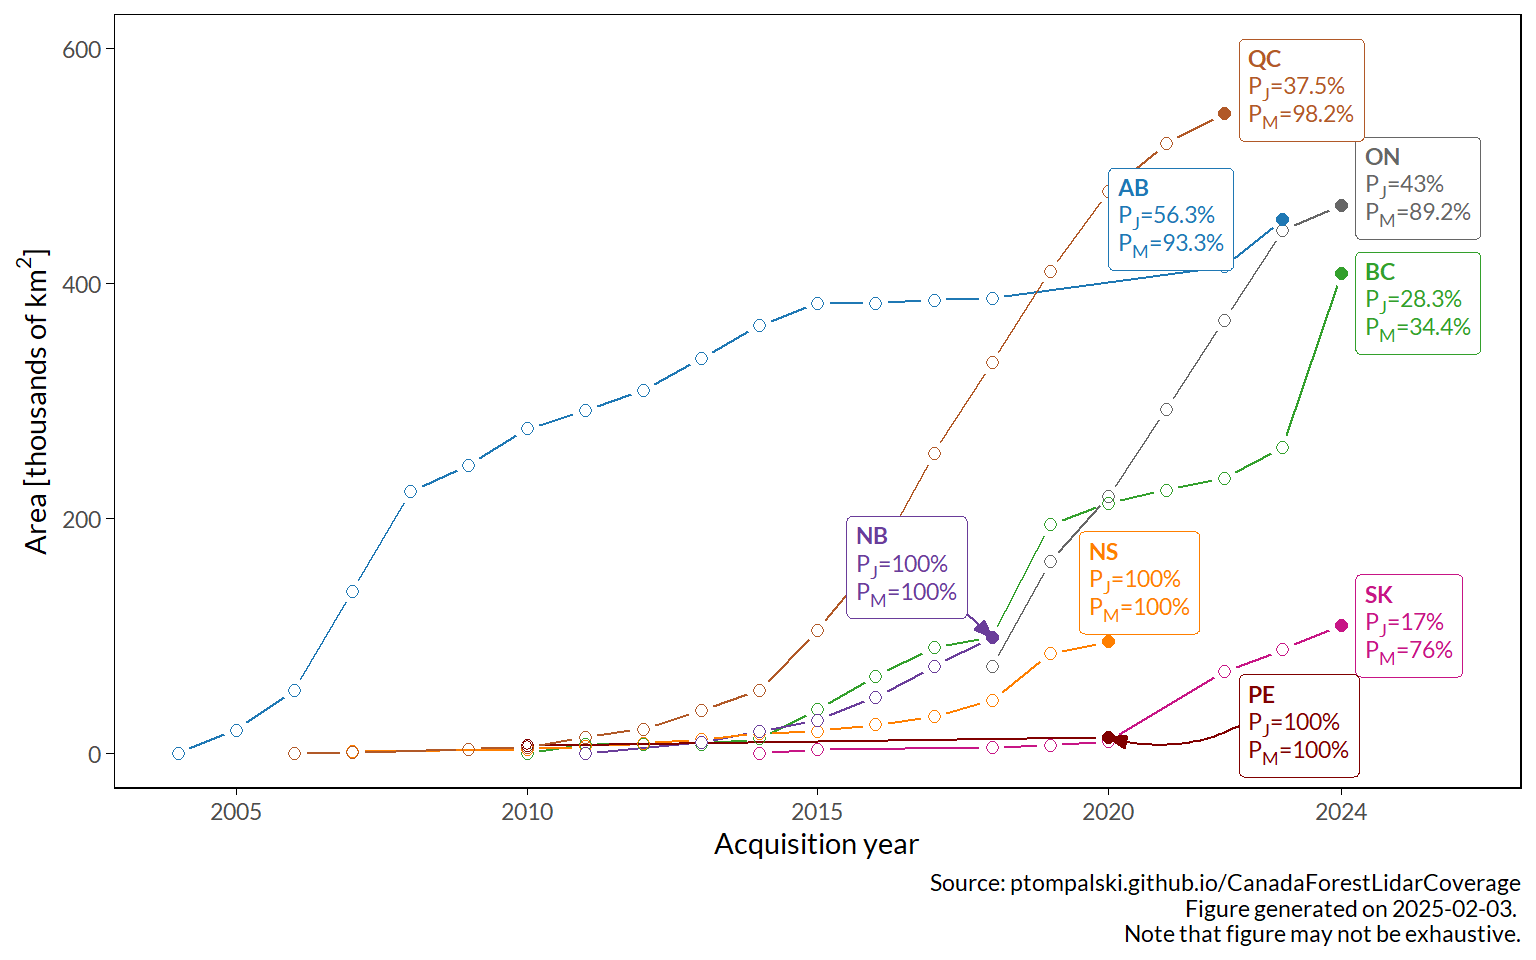 600
400
200
0
Area [thousands of km²]
QC
PJ=37.5%
PM=98.2%
ON
PJ=43%
PM=89.2%
AB
PJ=56.3%
PM=93.3%
BC
PJ=28.3%
PM=34.4%
NB
PJ=100%
PM=100%
NS
PJ=100%
PM=100%
SK
PJ=17%
PM=76%
PE
PJ=100%
PM=100%
2005 2010 2015 2020 2024
Acquisition year
Source: ptompalski.github.io/CanadaForestLidarCoverage
Figure generated on 2025-02-03.
Note that figure may not be exhaustive.